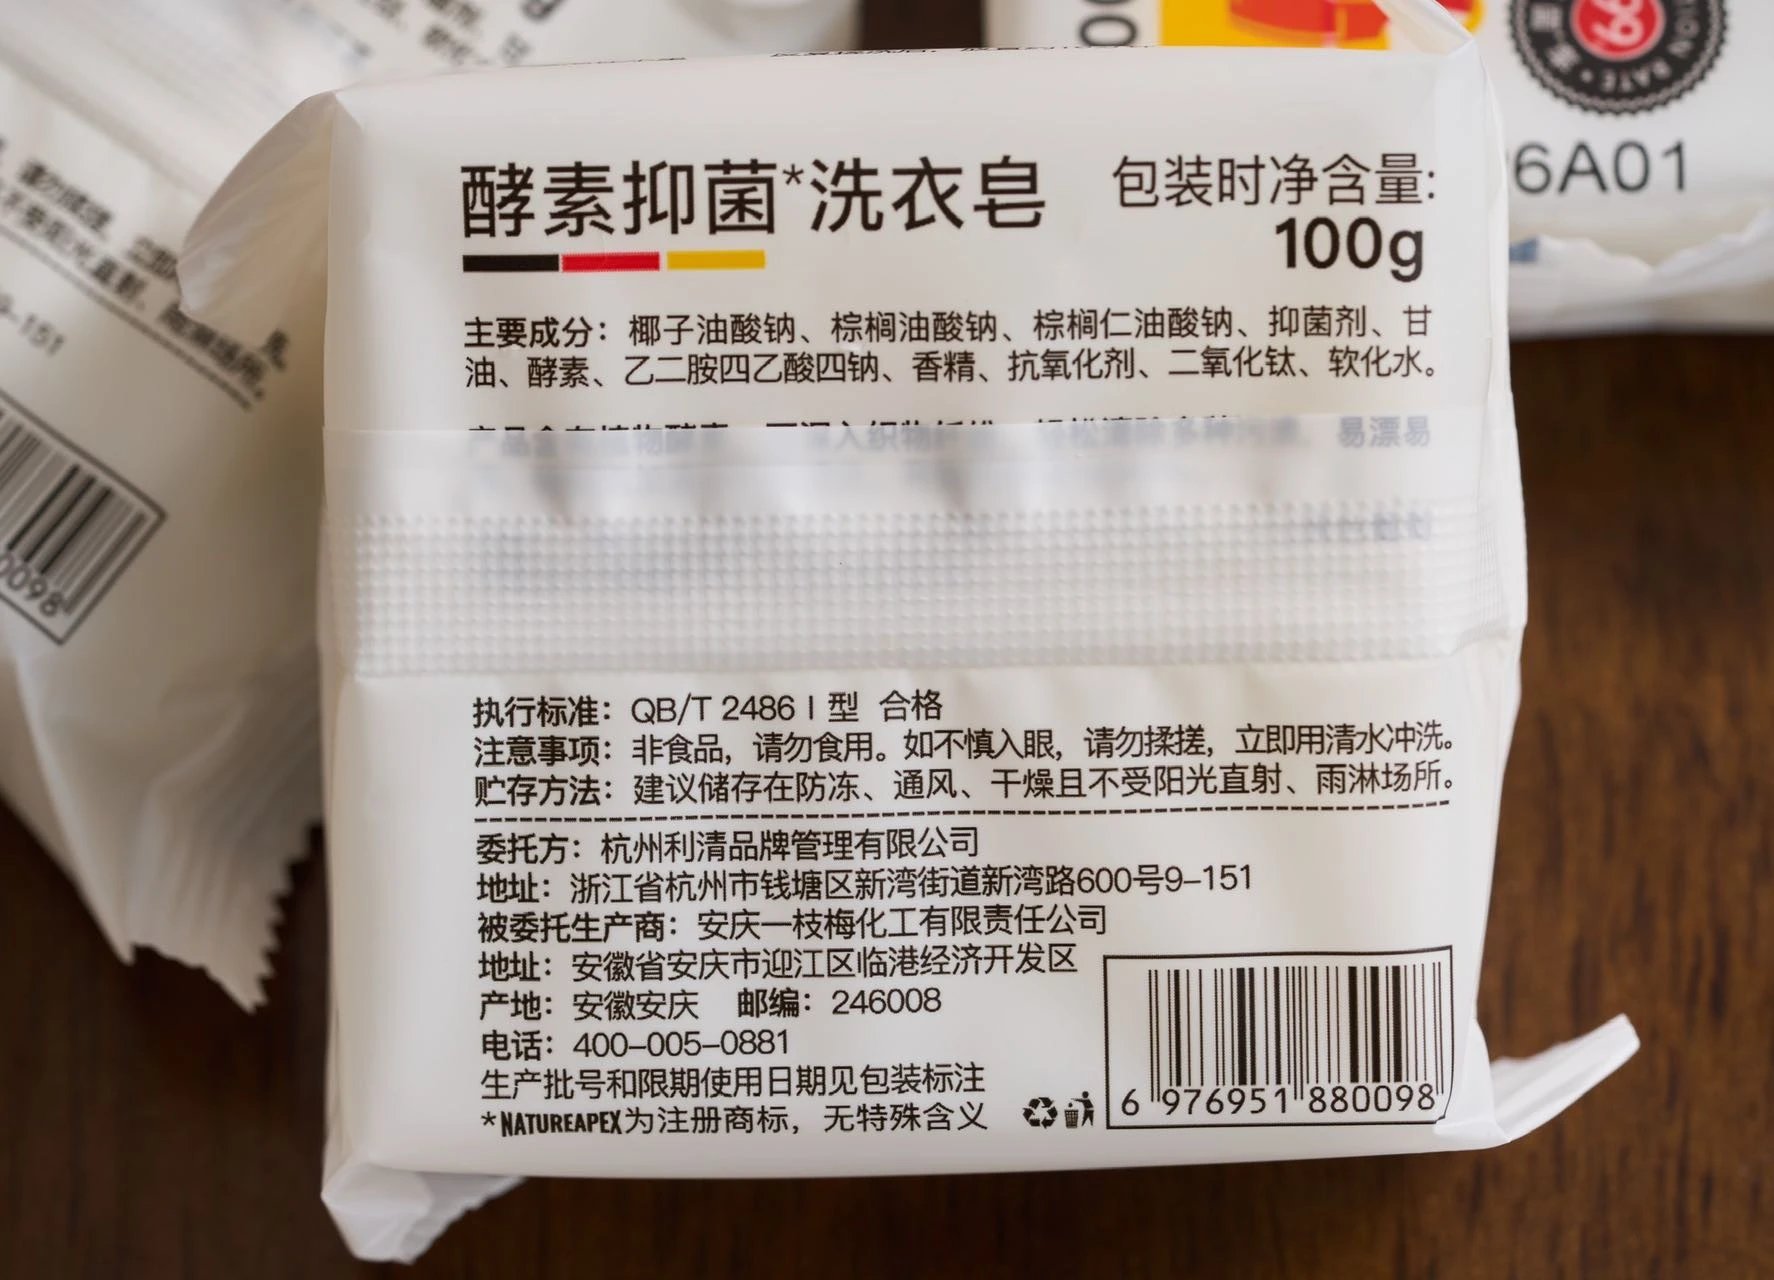 酵素抑菌*洗衣皂
包装时净含量:
100g
主要成分：椰子油酸钠、棕榈油酸钠、棕榈仁油酸钠、抑菌剂、甘
油、酵素、乙二胺四乙酸四钠、香精、抗氧化剂、二氧化钛、软化水。
易漂易
执行标准：QB/T 2486 I 型 合格
注意事项：非食品，请勿食用。如不慎入眼，请勿揉搓，立即用清水冲洗。
贮存方法：建议储存在防冻、通风、干燥且不受阳光直射、雨淋场所。
委托方：杭州利清品牌管理有限公司
地址：浙江省杭州市钱塘区新湾街道新湾路600号9-151
被委托生产商：安庆一枝梅化工有限责任公司
地址：安徽省安庆市迎江区临港经济开发区
产地：安徽安庆 邮编：246008
电话：400-005-0881
生产批号和限期使用日期见包装标注
*NATUREAPEX为注册商标，无特殊含义
6 976951 880098
6A01
9-151
0098